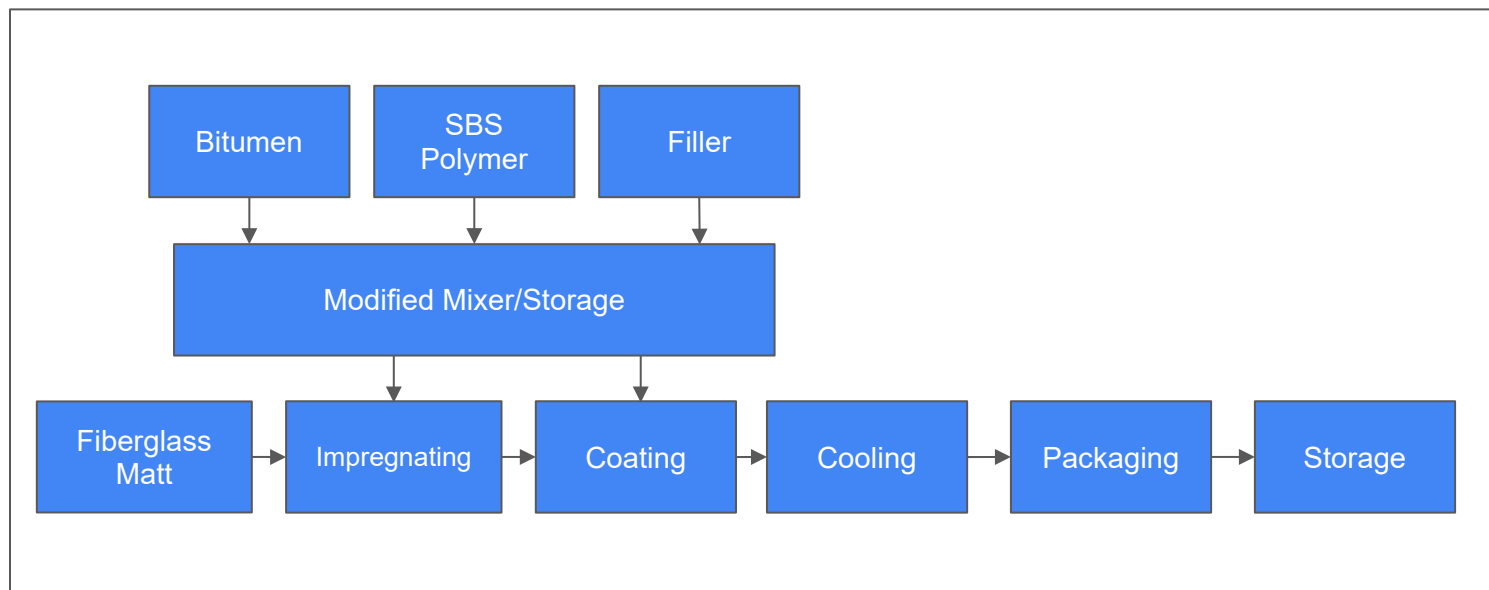 Bitumen
SBS
Polymer
Filler
Modified Mixer/Storage
Fiberglass
Matt
Impregnating
Coating
Cooling
Packaging
Storage